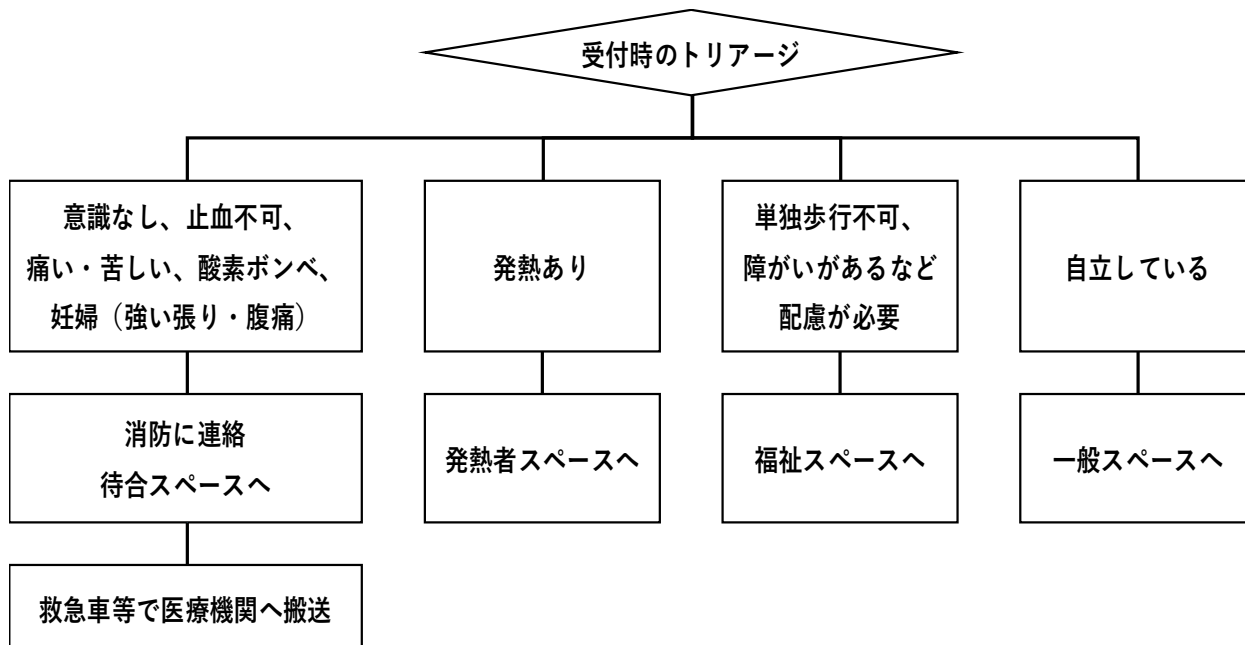 受付時のトリアージ
意識なし、止血不可、
痛い・苦しい、酸素ボンベ、
妊婦（強い張り・腹痛）
発熱あり
単独歩行不可、
障がいがあるなど
配慮が必要
自立している
消防に連絡
待合スペースへ
発熱者スペースへ
福祉スペースへ
一般スペースへ
救急車等で医療機関へ搬送